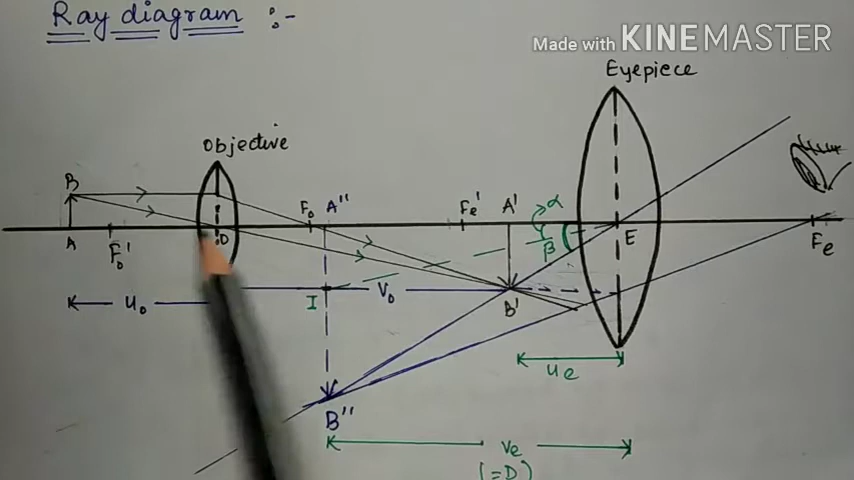 Ray diagram :-
Made with KINEMASTER
Eyepiece
Objective
B
F₀ A" Fe' A' α
A F₀' O β E Fe
I
u₀ V₀ B'
ue
B"
ve
(=D)